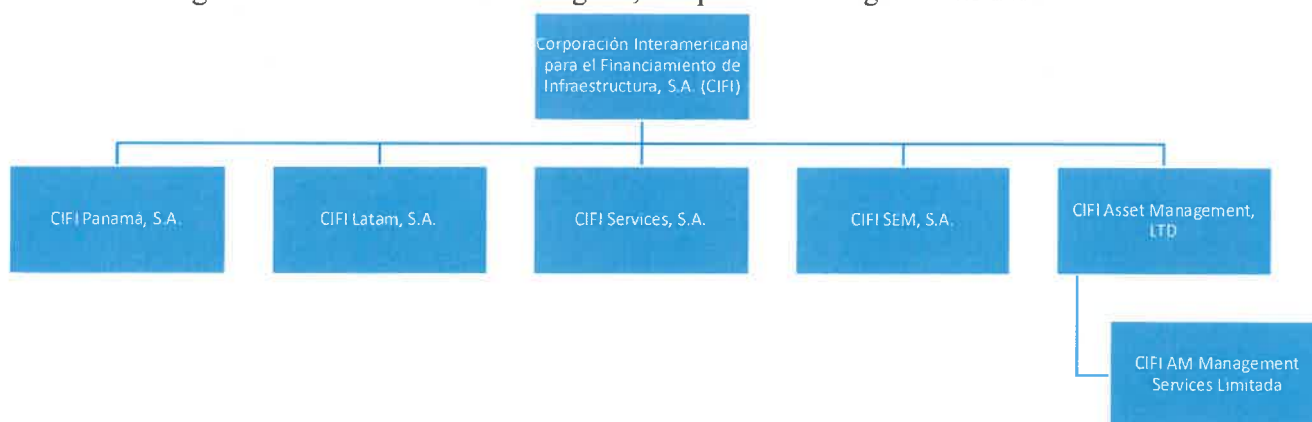 Corporación Interamericana
para el Financiamiento de
Infraestructura, S.A. (CIFI)
CIFI Panamá, S.A.
CIFI Latam, S.A.
CIFI Services, S.A.
CIFI SEM, S.A.
CIFI Asset Management,
LTD
CIFI AM Management
Services Limitada